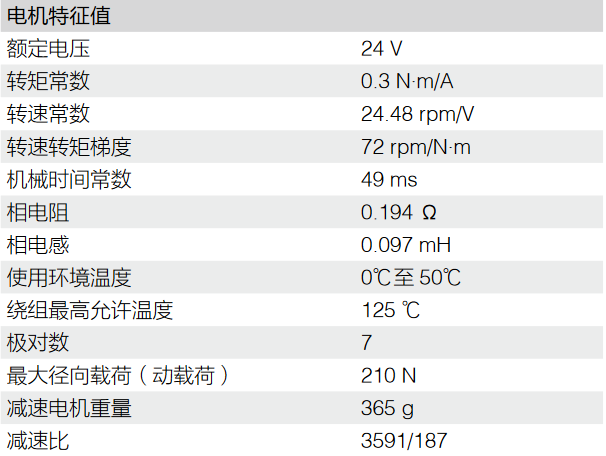 电机特征值
额定电压 24 V
转矩常数 0.3 N·m/A
转速常数 24.48 rpm/V
转速转矩梯度 72 rpm/N·m
机械时间常数 49 ms
相电阻 0.194 Ω
相电感 0.097 mH
使用环境温度 0℃至 50℃
绕组最高允许温度 125 ℃
极对数 7
最大径向载荷（动载荷） 210 N
减速电机重量 365 g
减速比 3591/187